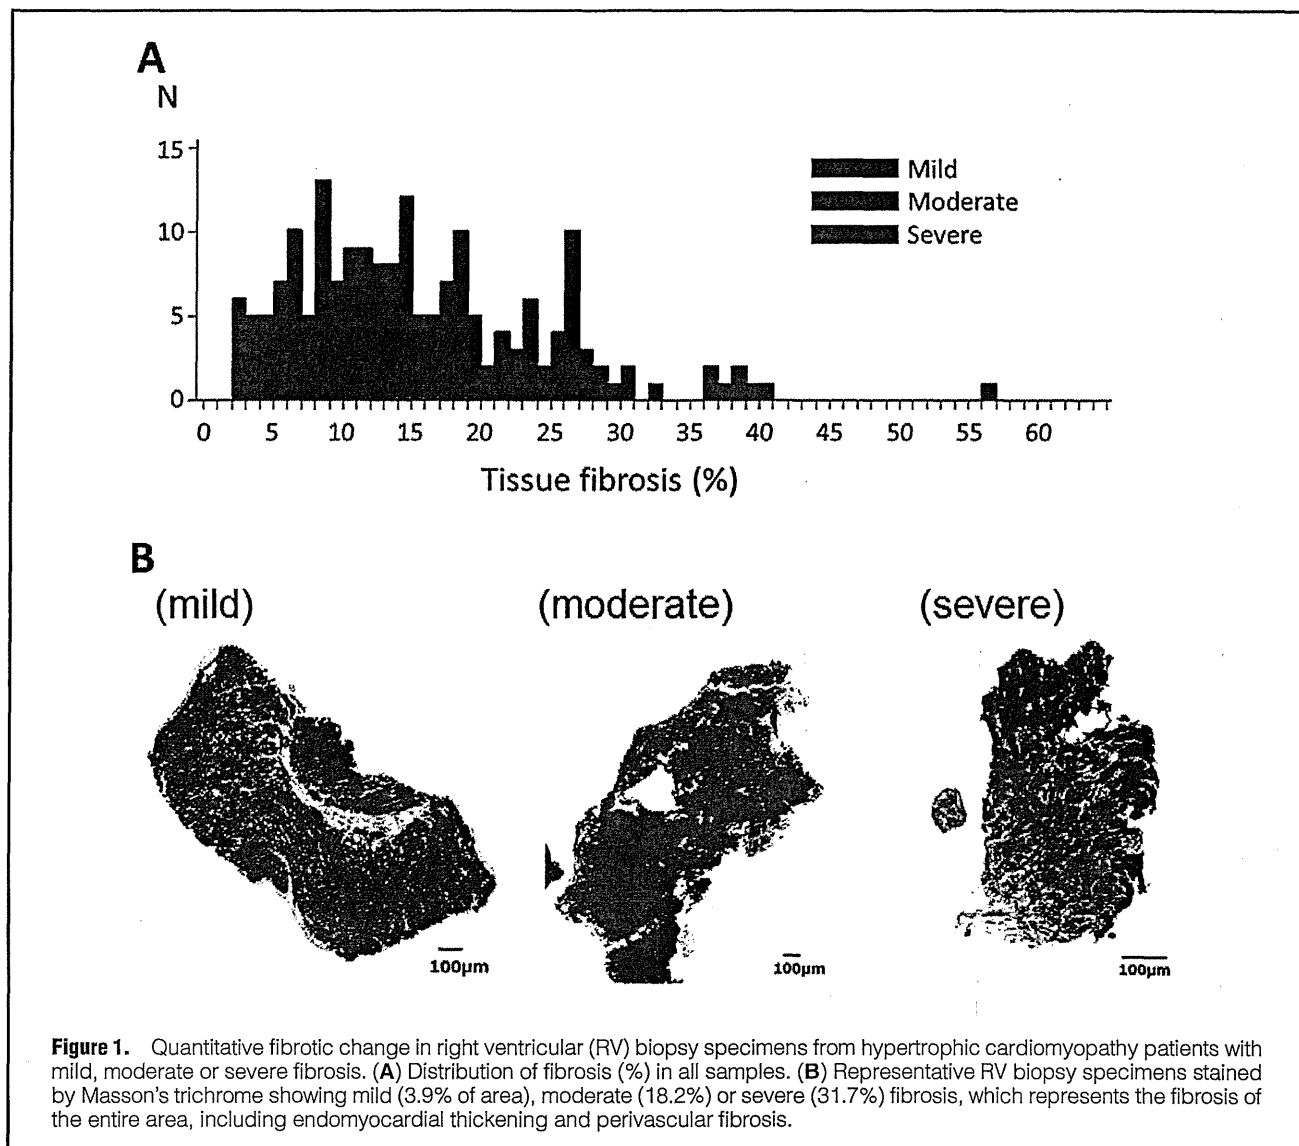 A
N
15
10
5
0
Mild
Moderate
Severe
0 5 10 15 20 25 30 35 40 45 50 55 60
Tissue fibrosis (%)
B
(mild) (moderate) (severe)
100μm 100μm 100μm
Figure 1. Quantitative fibrotic change in right ventricular (RV) biopsy specimens from hypertrophic cardiomyopathy patients with
mild, moderate or severe fibrosis. (A) Distribution of fibrosis (%) in all samples. (B) Representative RV biopsy specimens stained
by Masson's trichrome showing mild (3.9% of area), moderate (18.2%) or severe (31.7%) fibrosis, which represents the fibrosis of
the entire area, including endomyocardial thickening and perivascular fibrosis.